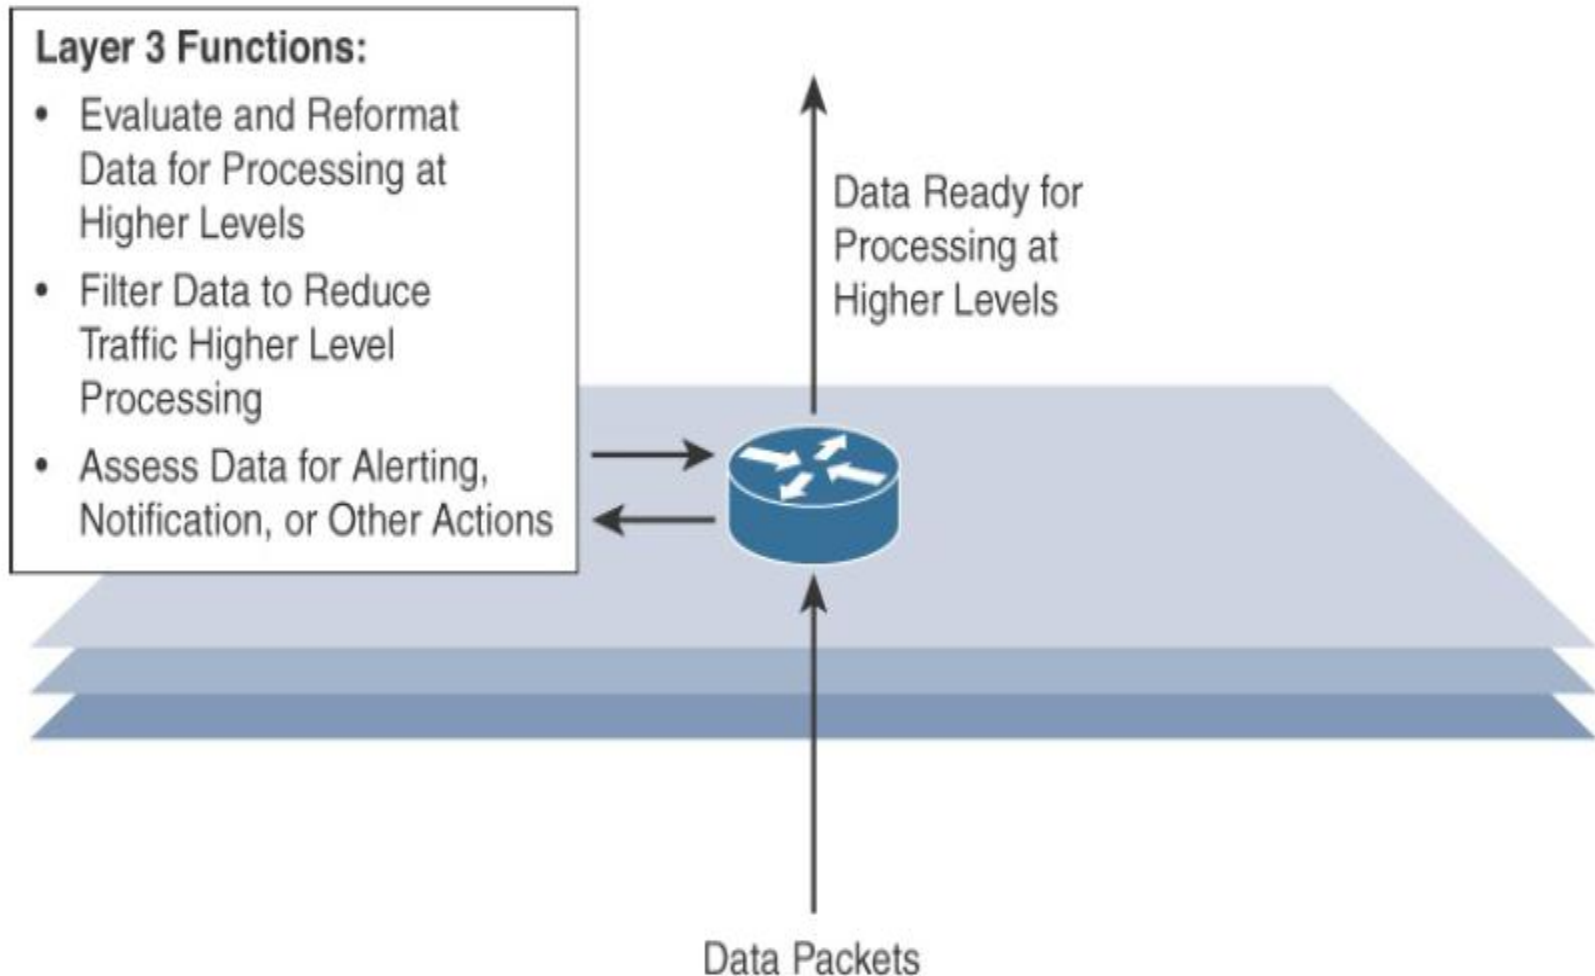 Layer 3 Functions:
• Evaluate and Reformat
Data for Processing at
Higher Levels
• Filter Data to Reduce
Traffic Higher Level
Processing
• Assess Data for Alerting,
Notification, or Other Actions
Data Ready for
Processing at
Higher Levels
Data Packets